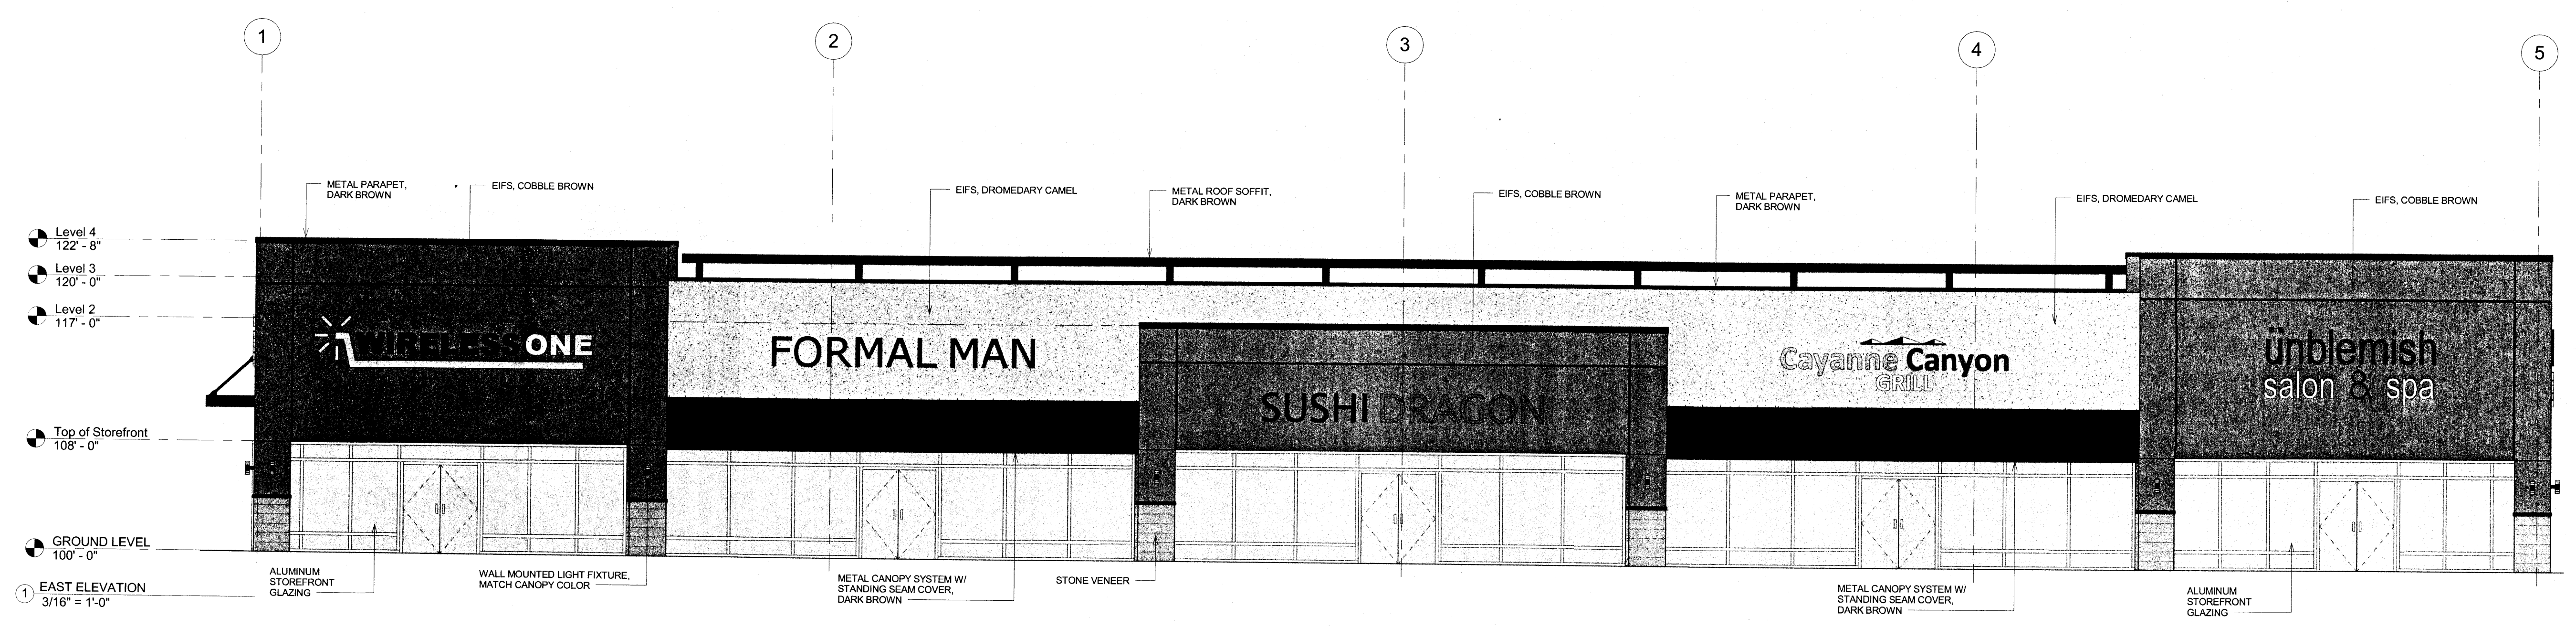 1
2
3
4
5
METAL PARAPET,
DARK BROWN
EIFS, COBBLE BROWN
EIFS, DROMEDARY CAMEL
METAL ROOF SOFFIT,
DARK BROWN
EIFS, COBBLE BROWN
METAL PARAPET,
DARK BROWN
EIFS, DROMEDARY CAMEL
EIFS, COBBLE BROWN
Level 4
122' - 8"
Level 3
120' - 0"
Level 2
117' - 0"
WIRELESS ONE
FORMAL MAN
SUSHI DRAGON
Cayanne Canyon
GRILL
ünblemish
salon & spa
Top of Storefront
108' - 0"
GROUND LEVEL
100' - 0"
1 EAST ELEVATION
3/16" = 1'-0"
ALUMINUM
STOREFRONT
GLAZING
WALL MOUNTED LIGHT FIXTURE,
MATCH CANOPY COLOR
METAL CANOPY SYSTEM W/
STANDING SEAM COVER,
DARK BROWN
STONE VENEER
METAL CANOPY SYSTEM W/
STANDING SEAM COVER,
DARK BROWN
ALUMINUM
STOREFRONT
GLAZING